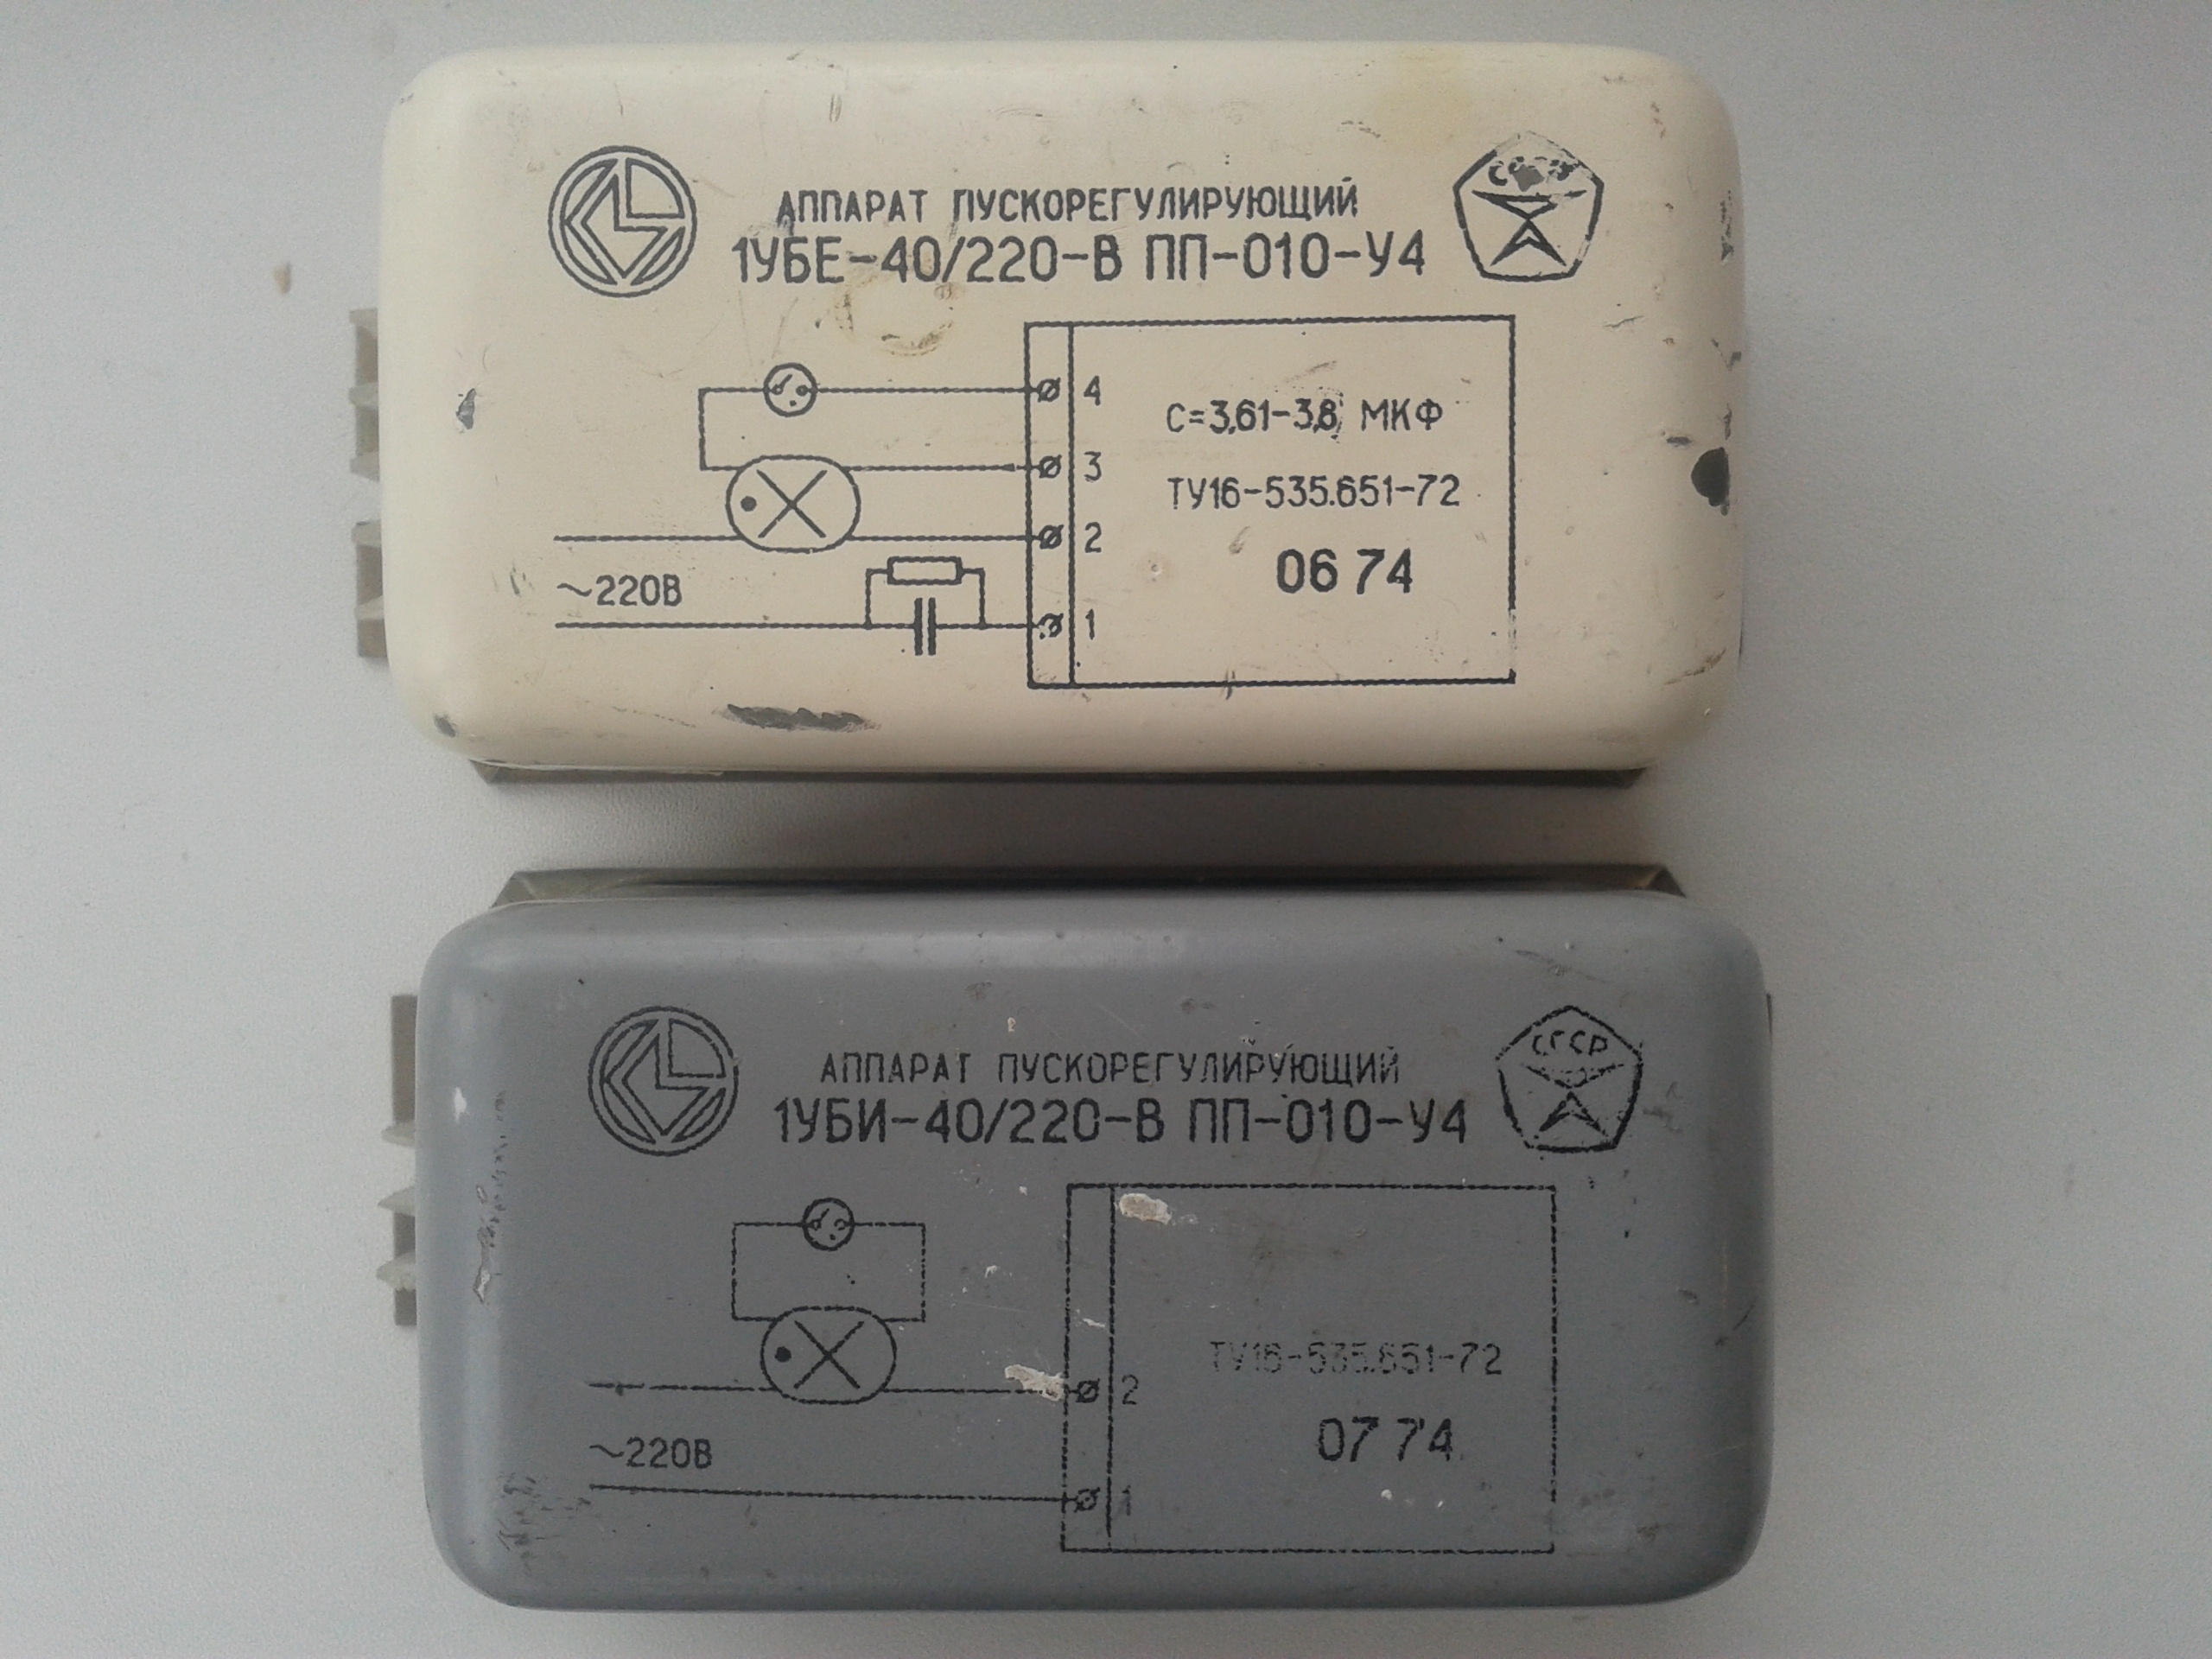 АППАРАТ ПУСКОРЕГУЛИРУЮЩИЙ
СССР
1УБЕ-40/220-В ПП-010-У4
4
С=3,61-3,8 МКФ
3
ТУ16-535.651-72
2
06 74
~220В
1
АППАРАТ ПУСКОРЕГУЛИРУЮЩИЙ
СССР
1УБИ-40/220-В ПП-010-У4
ТУ16-535.651-72
2
07 74
~220В
1